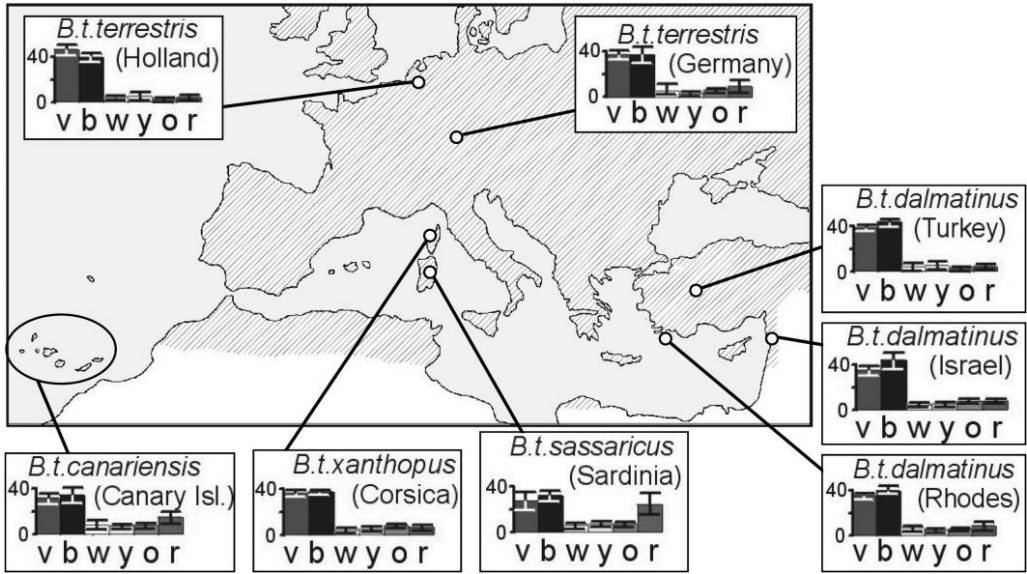 B.t.terrestris
(Holland)
40
0
v b w y o r
B.t.terrestris
(Germany)
40
0
v b w y o r
B.t.dalmatinus
(Turkey)
40
0
v b w y o r
B.t.dalmatinus
(Israel)
40
0
v b w y o r
B.t.canariensis
(Canary Isl.)
40
0
v b w y o r
B.t.xanthopus
(Corsica)
40
0
v b w y o r
B.t.sassaricus
(Sardinia)
40
0
v b w y o r
B.t.dalmatinus
(Rhodes)
40
0
v b w y o r